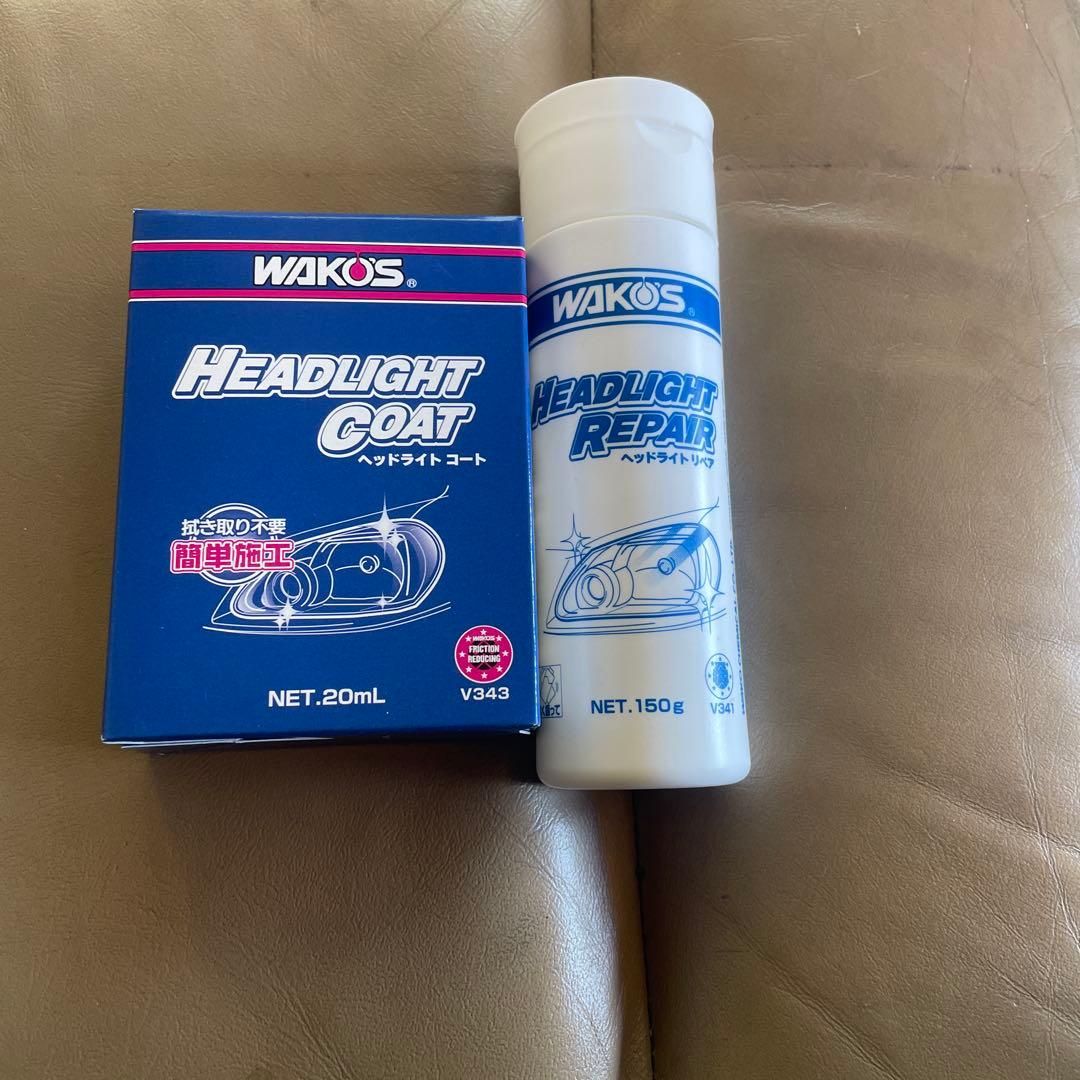 WAKO'S®
HEADLIGHT
COAT
ヘッドライト コート
拭き取り不要
簡単施工
WAKO'S
FRICTION
REDUCING
V343
NET.20mL
WAKO'S®
HEADLIGHT
REPAIR
ヘッドライト リペア
NET.150g
V341